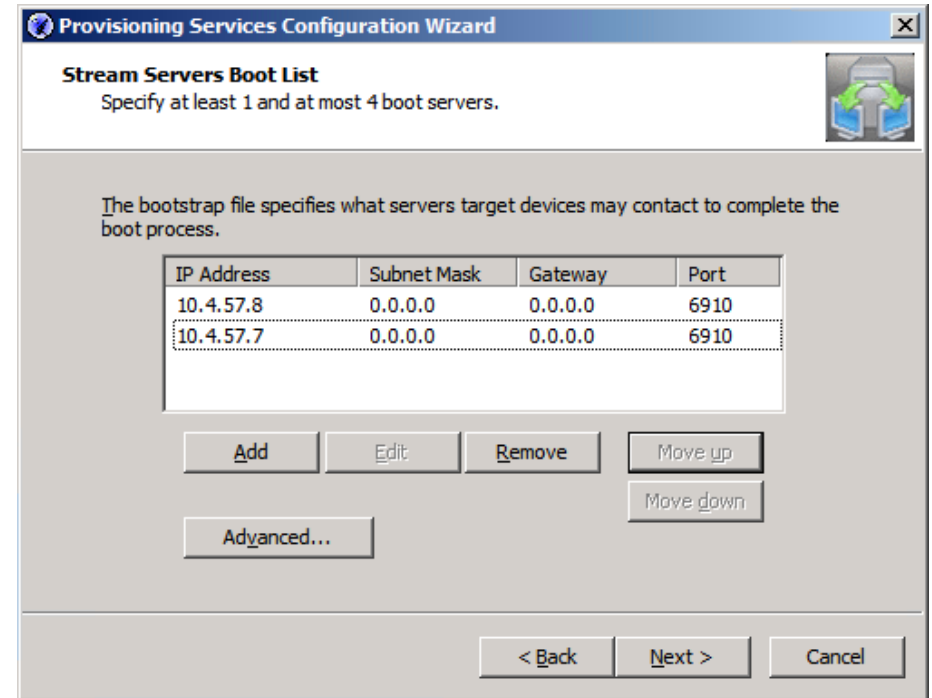 Provisioning Services Configuration Wizard
Stream Servers Boot List
Specify at least 1 and at most 4 boot servers.
The bootstrap file specifies what servers target devices may contact to complete the
boot process.
IP Address Subnet Mask Gateway Port
10.4.57.8 0.0.0.0 0.0.0.0 6910
10.4.57.7 0.0.0.0 0.0.0.0 6910
Add Edit Remove Move up
Move down
Advanced...
< Back Next > Cancel